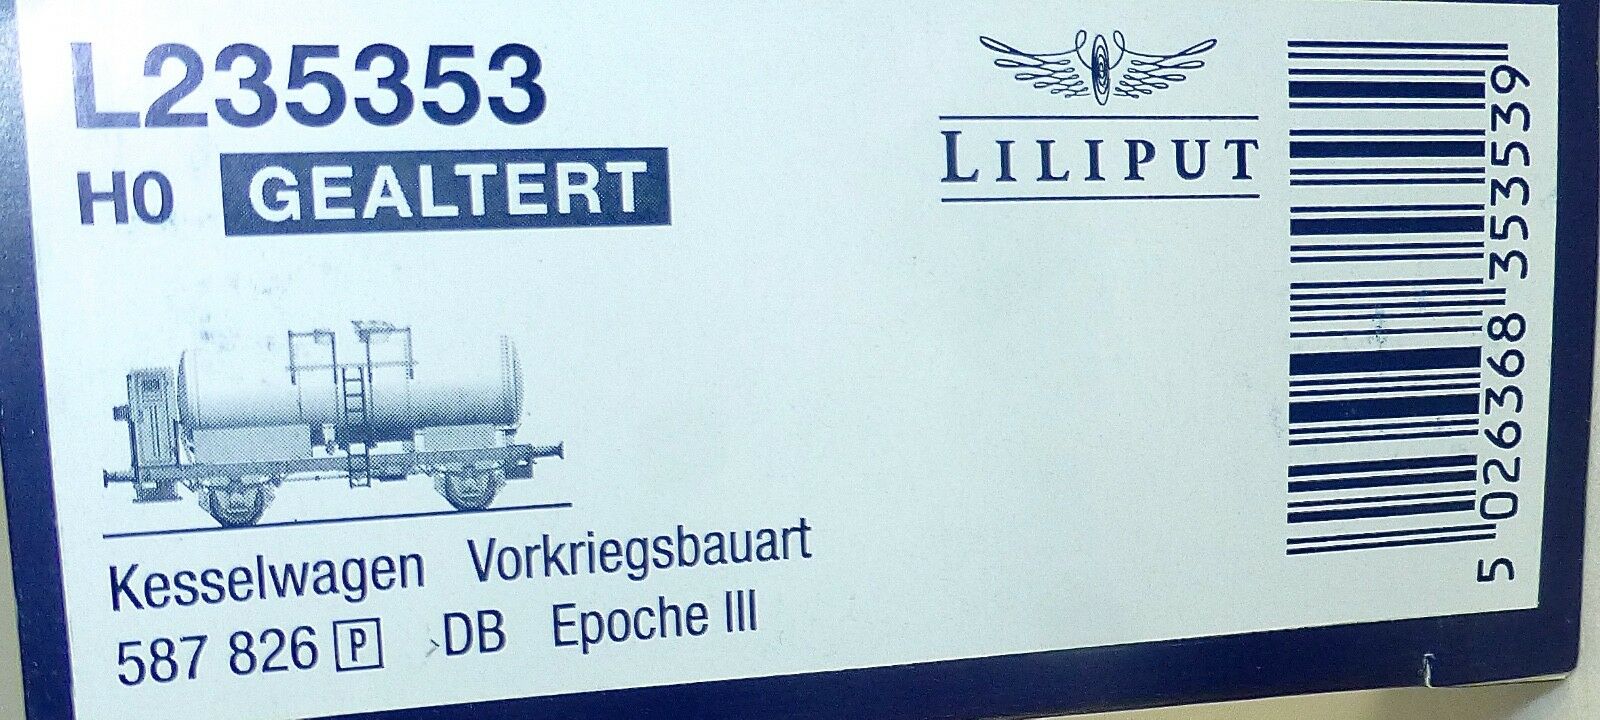 L235353
H0 GEALTERT
LILIPUT
Kesselwagen Vorkriegsbauart
587 826 P DB Epoche III
5 026368 353539